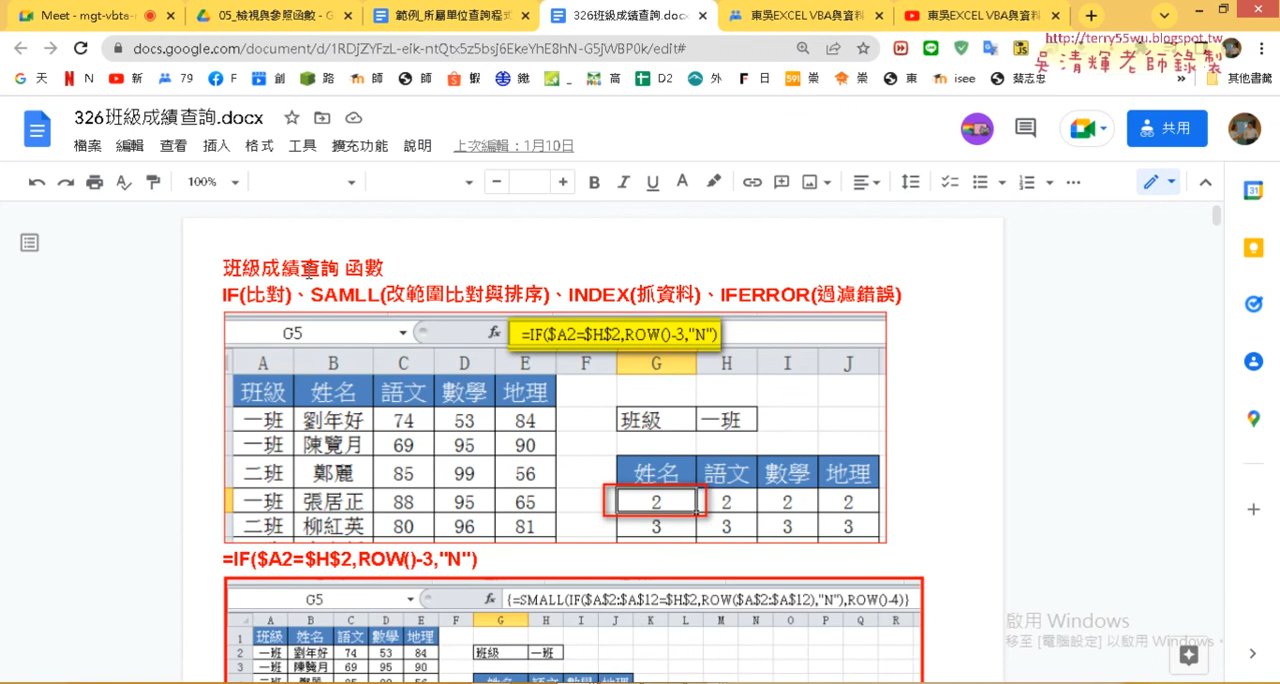 Meet - mgt-vbts-
05_檢視與參照函數 - G
範例_所屬單位查詢程式
326班級成績查詢.docx
東吳EXCEL VBA與資料
東吳EXCEL VBA與資
docs.google.com/document/d/1RDJZYFzL-eik-ntQtx5z5bsj6EkeYhE8hN-G5jWBP0k/edit#
http://terry55wu.blogspot.tw
吳清輝老師錄製
天 N 新 79 F 創 路 師 師 蝦 鐵 _ 高 D2 外 日 崇 崇 東 isee 蔡志忠 » 其他書籤
326班級成績查詢.docx
共用
檔案 編輯 查看 插入 格式 工具 擴充功能 說明 上次編輯：1月10日
100%
班級成績查詢 函數
IF(比對)、SAMLL(改範圍比對與排序)、INDEX(抓資料)、IFERROR(過濾錯誤)
G5 fx =IF($A2=$H$2,ROW()-3,"N")
A B C D E F G H I J
班級 姓名 語文 數學 地理
一班 劉年好 74 53 84 班級 一班
一班 陳覽月 69 95 90
二班 鄭麗 85 99 56 姓名 語文 數學 地理
一班 張居正 88 95 65 2 2 2 2
二班 柳紅英 80 96 81 3 3 3 3
=IF($A2=$H$2,ROW()-3,"N")
G5 fx {=SMALL(IF($A$2:$A$12=$H$2,ROW($A$2:$A$12),"N"),ROW()-4)}
A B C D E F G H I J K L M N O P Q R
1 班級 姓名 語文 數學 地理
2 一班 劉年好 74 53 84 班級 一班
3 一班 陳覽月 69 95 90
啟用 Windows
移至 [電腦設定] 以啟用 Windows。